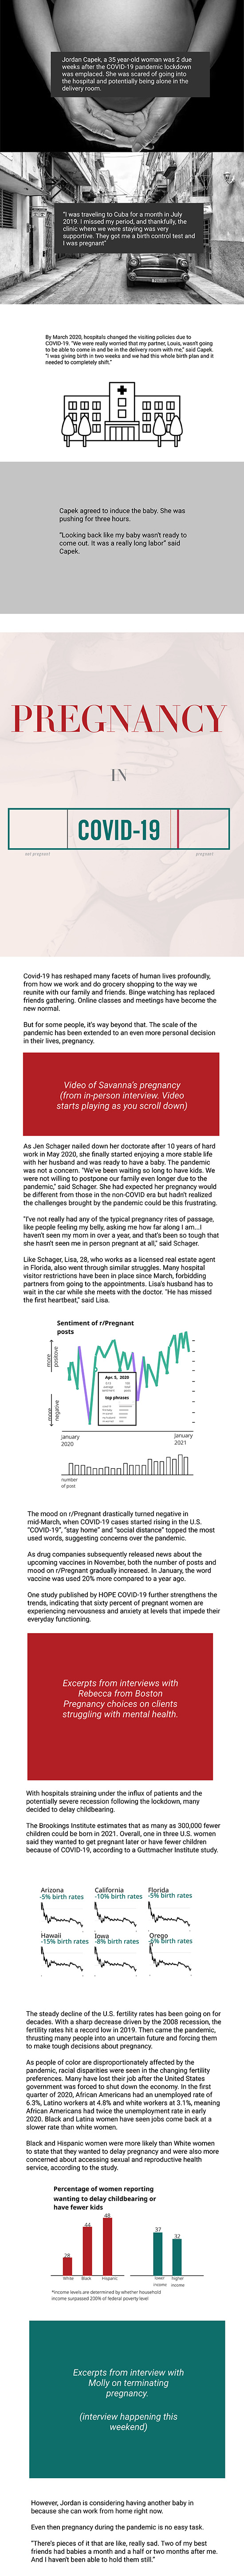 Jordan Capek, a 35 year-old woman was 2 due
weeks after the COVID-19 pandemic lockdown
was emplaced. She was scared of going into
the hospital and potentially being alone in the
delivery room.
"I was traveling to Cuba for a month in July
2019. I missed my period, and thankfully, the
clinic where we were staying was very
supportive. They got me a birth control test and
I was pregnant"
By March 2020, hospitals changed the visiting policies due to
COVID-19. "We were really worried that my partner, Louis, wasn't going
to be able to come in and be in the delivery room with me," said Capek.
"I was giving birth in two weeks and we had this whole birth plan and it
needed to completely shift."
Capek agreed to induce the baby. She was
pushing for three hours.
"Looking back like my baby wasn't ready to
come out. It was a really long labor" said
Capek.
PREGNANCY
IN
COVID-19
not pregnant
pregnant
Covid-19 has reshaped many facets of human lives profoundly,
from how we work and do grocery shopping to the way we
reunite with our family and friends. Binge watching has replaced
friends gathering. Online classes and meetings have become the
new normal.
But for some people, it's way beyond that. The scale of the
pandemic has been extended to an even more personal decision
in their lives, pregnancy.
Video of Savanna's pregnancy
(from in-person interview. Video
starts playing as you scroll down)
As Jen Schager nailed down her doctorate after 10 years of hard
work in May 2020, she finally started enjoying a more stable life
with her husband and was ready to have a baby. The pandemic
was not a concern. "We've been waiting so long to have kids. We
were not willing to postpone our family even longer due to the
pandemic," said Schager. She had expected her pregnancy would
be different from those in the non-COVID era but hadn't realized
the challenges brought by the pandemic could be this frustrating.
"I've not really had any of the typical pregnancy rites of passage,
like people feeling my belly, asking me how far along I am...I
haven't seen my mom in over a year, and that's been so tough that
she hasn't seen me in person pregnant at all," said Schager.
Like Schager, Lisa, 28, who works as a licensed real estate agent
in Florida, also went through similar struggles. Many hospital
visitor restrictions have been in place since March, forbidding
partners from going to the appointments. Lisa's husband has to
wait in the car while she meets with the doctor. "He has missed
the first heartbeat," said Lisa.
Sentiment of r/Pregnant
posts
more
positive
more
negative
Apr. 5, 2020
top phrases
January
2020
January
2021
number
of post
The mood on r/Pregnant drastically turned negative in
mid-March, when COVID-19 cases started rising in the U.S.
"COVID-19", "stay home" and "social distance" topped the most
used words, suggesting concerns over the pandemic.
As drug companies subsequently released news about the
upcoming vaccines in November, both the number of posts and
mood on r/Pregnant gradually increased. In January, the word
vaccine was used 20% more compared to a year ago.
One study published by HOPE COVID-19 further strengthens the
trends, indicating that sixty percent of pregnant women are
experiencing nervousness and anxiety at levels that impede their
everyday functioning.
Excerpts from interviews with
Rebecca from Boston
Pregnancy choices on clients
struggling with mental health.
With hospitals straining under the influx of patients and the
potentially severe recession following the lockdown, many
decided to delay childbearing.
The Brookings Institute estimates that as many as 300,000 fewer
children could be born in 2021. Overall, one in three U.S. women
said they wanted to get pregnant later or have fewer children
because of COVID-19, according to a Guttmacher Institute study.
Arizona California Florida
-5% birth rates -10% birth rates -5% birth rates
Hawaii Iowa Orego
-15% birth rates -8% birth rates -6% birth rates
The steady decline of the U.S. fertility rates has been going on for
decades. With a sharp decrease driven by the 2008 recession, the
fertility rates hit a record low in 2019. Then came the pandemic,
thrusting many people into an uncertain future and forcing them
to make tough decisions about pregnancy.
As people of color are disproportionately affected by the
pandemic, racial disparities were seen in the changing fertility
preferences. Many have lost their job after the United States
government was forced to shut down the economy. In the first
quarter of 2020, African Americans had an unemployed rate of
6.3%, Latino workers at 4.8% and white workers at 3.1%, meaning
African Americans had twice the unemployment rate in early
2020. Black and Latina women have seen jobs come back at a
slower rate than white women.
Black and Hispanic women were more likely than White women
to state that they wanted to delay pregnancy and were also more
concerned about accessing sexual and reproductive health
service, according to the study.
Percentage of women reporting
wanting to delay childbearing or
have fewer kids
28 44 48 37 32
White Black Hispanic lower income higher income
*income levels are determined by whether household
income surpassed 200% of federal poverty level
Excerpts from interview with
Molly on terminating
pregnancy.
(interview happening this
weekend)
However, Jordan is considering having another baby in
because she can work from home right now.
Even then pregnancy during the pandemic is no easy task.
"There's pieces of it that are like, really sad. Two of my best
friends had babies a month and a half or two months after me.
And I haven't been able to hold them still."